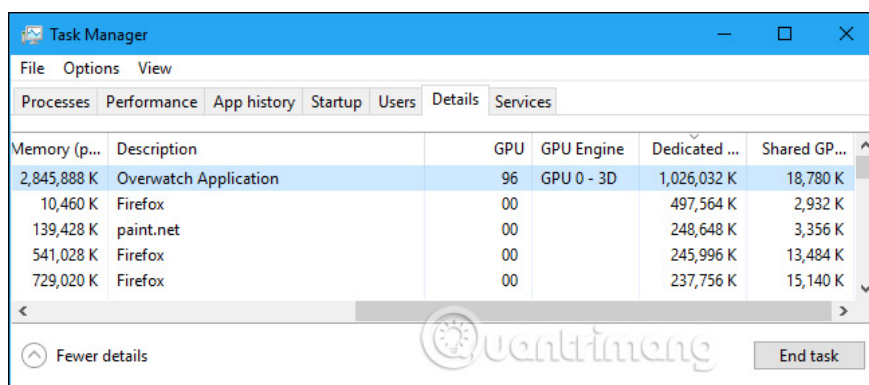 Task Manager
File Options View
Processes Performance App history Startup Users Details Services
Memory (p... Description GPU GPU Engine Dedicated ... Shared GP...
2,845,888 K Overwatch Application 96 GPU 0 - 3D 1,026,032 K 18,780 K
10,460 K Firefox 00 497,564 K 2,932 K
139,428 K paint.net 00 248,648 K 3,356 K
541,028 K Firefox 00 245,996 K 13,484 K
729,020 K Firefox 00 237,756 K 15,140 K
Quantrimang
Fewer details End task